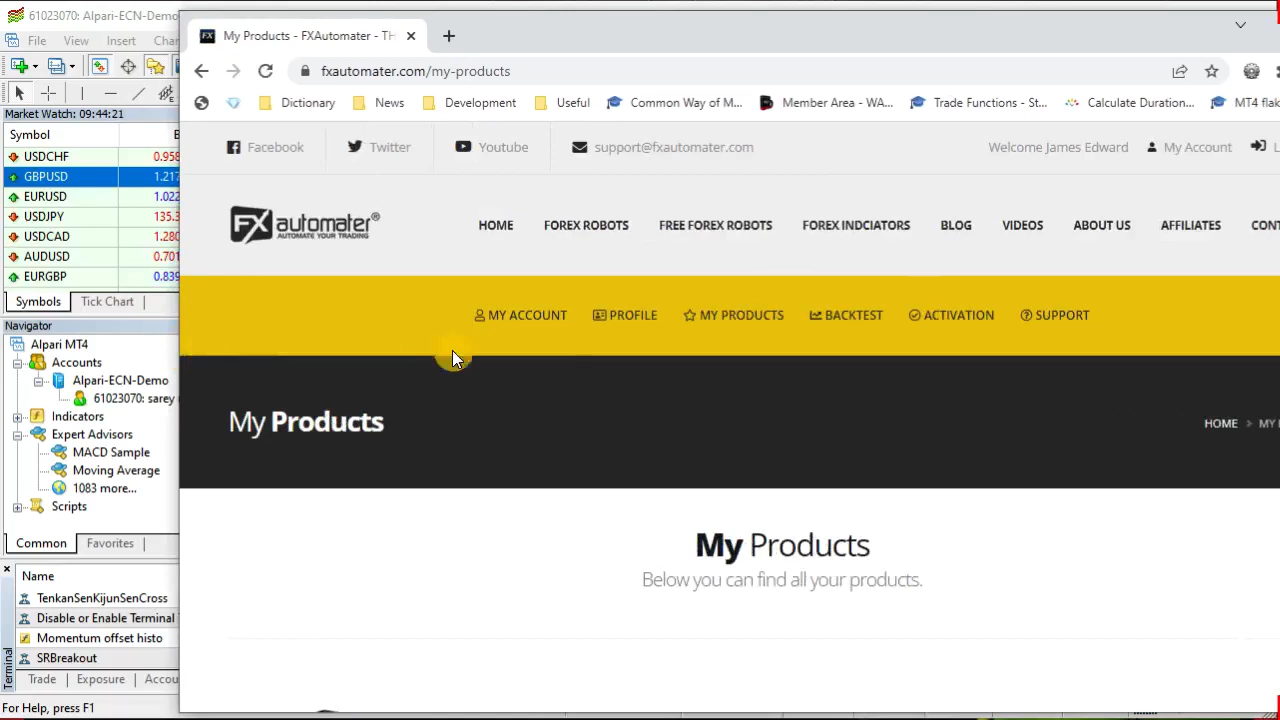 61023070: Alpari-ECN-Demo
File View Insert
Market Watch: 09:44:21
Symbol
USDCHF 0.958
GBPUSD 1.217
EURUSD 1.022
USDJPY 135.3
USDCAD 1.280
AUDUSD 0.701
EURGBP 0.839
Symbols Tick Chart
Navigator
Alpari MT4
Accounts
Alpari-ECN-Demo
61023070: sarey
Indicators
Expert Advisors
MACD Sample
Moving Average
1083 more...
Scripts
Common Favorites
Name
TenkanSenKijunSenCross
Disable or Enable Terminal
Momentum offset histo
SRBreakout
Terminal
Trade Exposure
For Help, press F1
My Products - FXAutomater - TH
fxautomater.com/my-products
Dictionary News Development Useful Common Way of M... Member Area - WA... Trade Functions - St... Calculate Duration... MT4 flak
Facebook Twitter Youtube support@fxautomater.com Welcome James Edward My Account
FX automater®
AUTOMATE YOUR TRADING
HOME FOREX ROBOTS FREE FOREX ROBOTS FOREX INDCIATORS BLOG VIDEOS ABOUT US AFFILIATES CONT
MY ACCOUNT PROFILE MY PRODUCTS BACKTEST ACTIVATION SUPPORT
My Products
HOME > MY
My Products
Below you can find all your products.